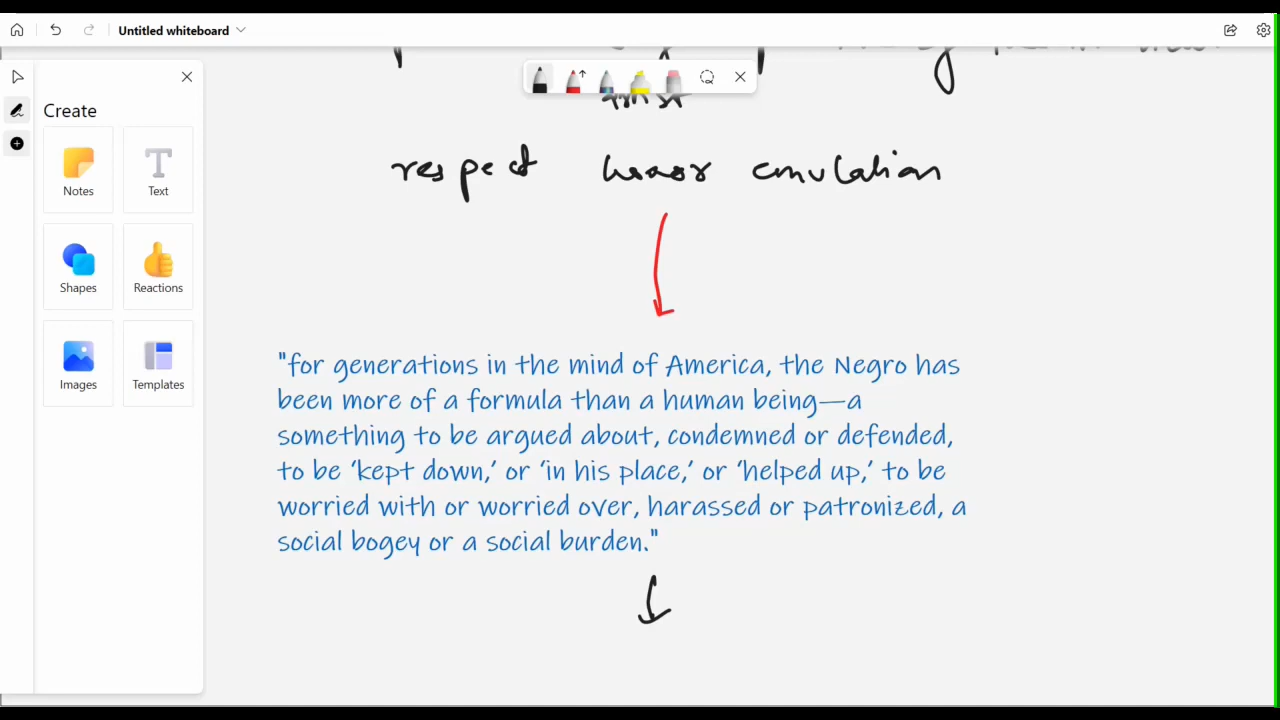 Untitled whiteboard
Create
Notes
Text
Shapes
Reactions
Images
Templates
respect honor emulation
"for generations in the mind of America, the Negro has
been more of a formula than a human being—a
something to be argued about, condemned or defended,
to be ‘kept down,’ or ‘in his place,’ or ‘helped up,’ to be
worried with or worried over, harassed or patronized, a
social bogey or a social burden."